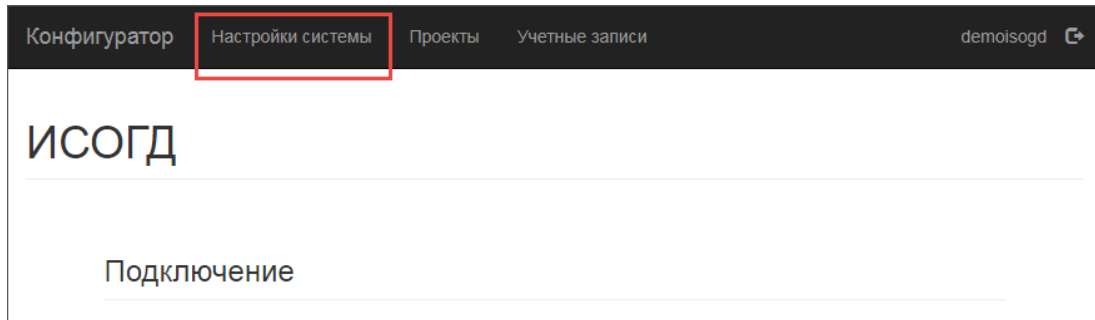 Конфигуратор Настройки системы Проекты Учетные записи demoisogd
ИСОГД
Подключение